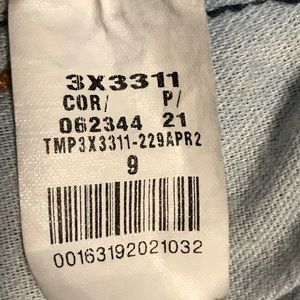 3X3311
COR/ P/
062344 21
TMP3X3311-229APR2
9
00163192021032